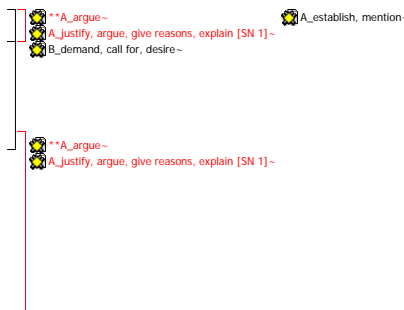 **A_argue~
A_establish, mention
A_justify, argue, give reasons, explain [SN 1]~
B_demand, call for, desire~
**A_argue~
A_justify, argue, give reasons, explain [SN 1]~